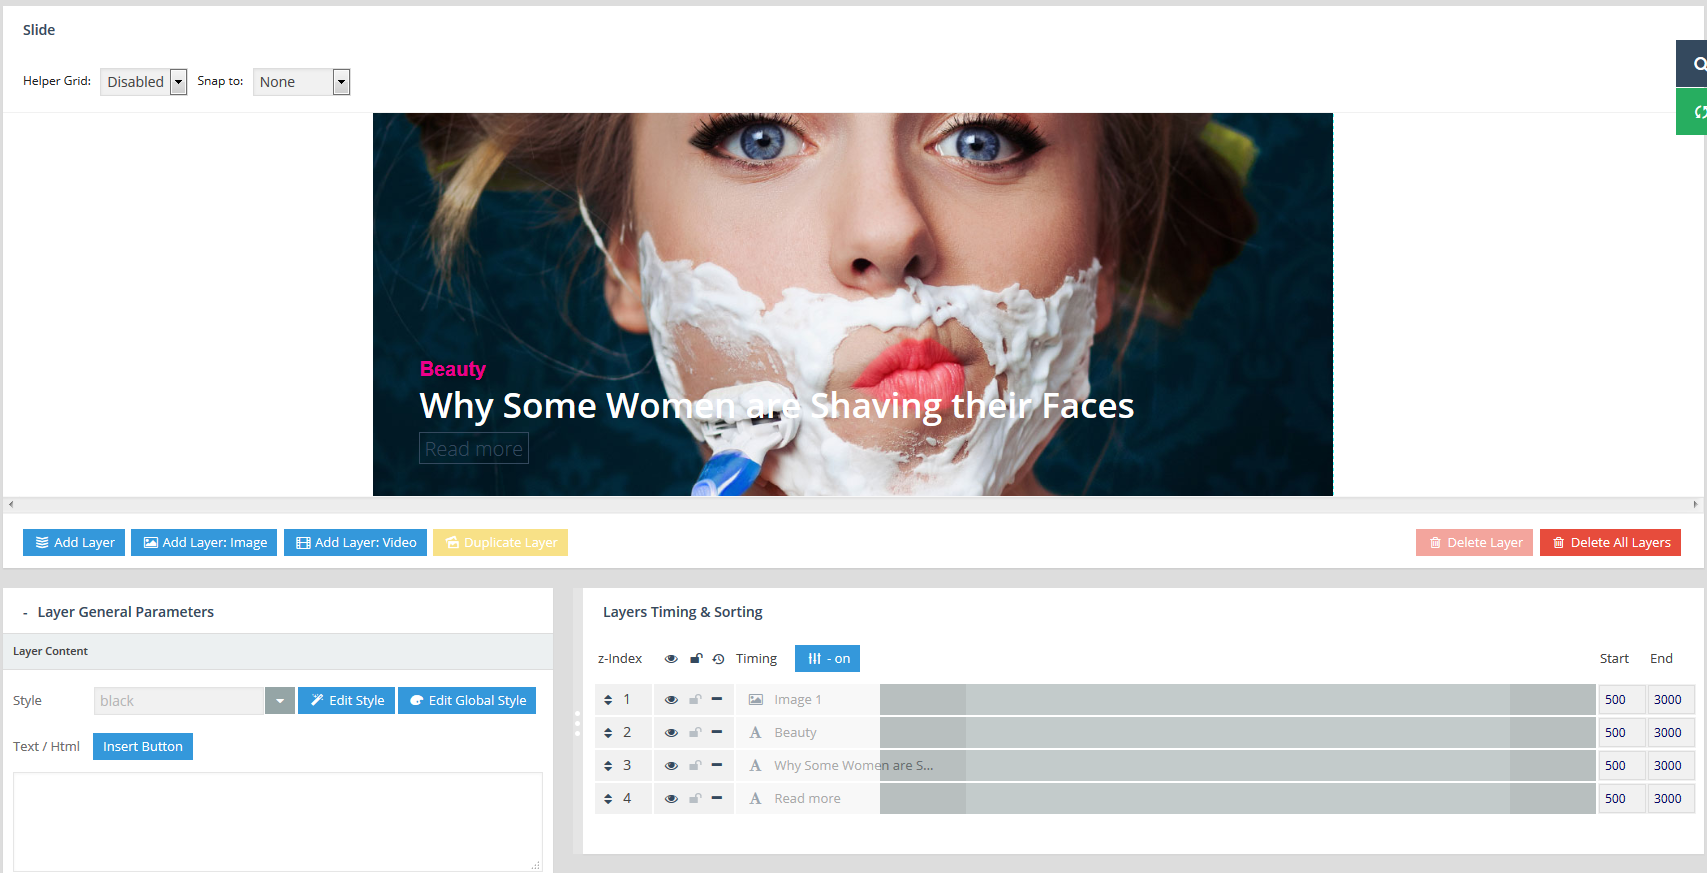 Slide
Helper Grid: Disabled Snap to: None
Beauty
Why Some Women are Shaving their Faces
Read more
Add Layer Add Layer: Image Add Layer: Video Duplicate Layer Delete Layer Delete All Layers
- Layer General Parameters
Layer Content
Style black Edit Style Edit Global Style
Text / Html Insert Button
Layers Timing & Sorting
z-Index Timing - on Start End
1 Image 1 500 3000
2 Beauty 500 3000
3 Why Some Women are S... 500 3000
4 Read more 500 3000